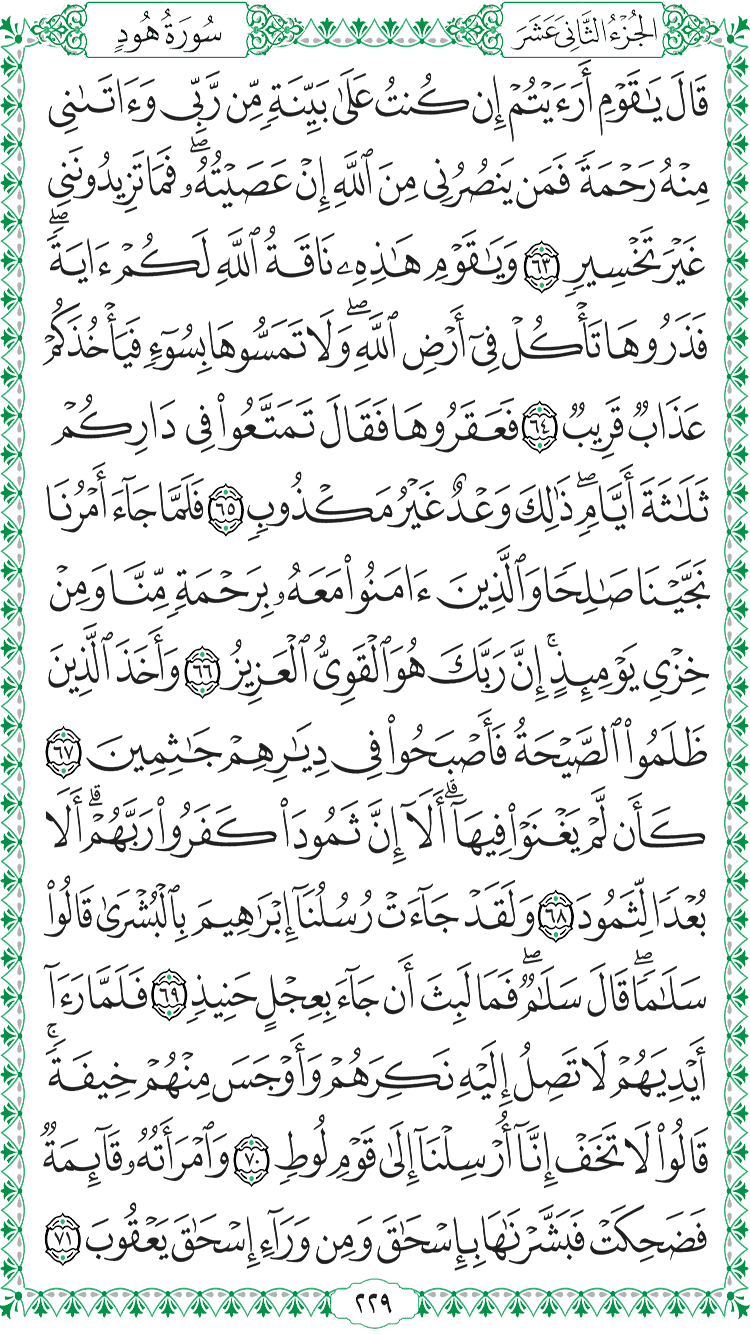 الجُزْءُ الثَّانِىَ عَشَرَ
سُورَةُ هُودٍ
قَالَ يَٰقَوْمِ أَرَءَيْتُمْ إِن كُنتُ عَلَىٰ بَيِّنَةٍ مِّن رَّبِّى وَءَاتَىٰنِى
مِنْهُ رَحْمَةً فَمَن يَنصُرُنِى مِنَ ٱللَّهِ إِنْ عَصَيْتُهُۥۖ فَمَا تَزِيدُونَنِى
غَيْرَ تَخْسِيرٍ ٦٣ وَيَٰقَوْمِ هَٰذِهِۦ نَاقَةُ ٱللَّهِ لَكُمْ ءَايَةًۖ
فَذَرُوهَا تَأْكُلْ فِىٓ أَرْضِ ٱللَّهِۖ وَلَا تَمَسُّوهَا بِسُوٓءٍ فَيَأْخُذَكُمْ
عَذَابٌ قَرِيبٌ ٦٤ فَعَقَرُوهَا فَقَالَ تَمَتَّعُوا۟ فِى دَارِكُمْ
ثَلَٰثَةَ أَيَّامٍۖ ذَٰلِكَ وَعْدٌ غَيْرُ مَكْذُوبٍ ٦٥ فَلَمَّا جَآءَ أَمْرُنَا
نَجَّيْنَا صَٰلِحًا وَٱلَّذِينَ ءَامَنُوا۟ مَعَهُۥ بِرَحْمَةٍ مِّنَّا وَمِنْ
خِزْىِ يَوْمِئِذٍۚ إِنَّ رَبَّكَ هُوَ ٱلْقَوِىُّ ٱلْعَزِيزُ ٦٦ وَأَخَذَ ٱلَّذِينَ
ظَلَمُوا۟ ٱلصَّيْحَةُ فَأَصْبَحُوا۟ فِى دِيَٰرِهِمْ جَٰثِمِينَ ٦٧
كَأَن لَّمْ يَغْنَوْا۟ فِيهَآۗ أَلَآ إِنَّ ثَمُودَا۟ كَفَرُوا۟ رَبَّهُمْۗ أَلَا
بُعْدًا لِّثَمُودَ ٦٨ وَلَقَدْ جَآءَتْ رُسُلُنَآ إِبْرَٰهِيمَ بِٱلْبُشْرَىٰ قَالُوا۟
سَلَٰمًاۖ قَالَ سَلَٰمٌۖ فَمَا لَبِثَ أَن جَآءَ بِعِجْلٍ حَنِيذٍ ٦٩ فَلَمَّا رَءَآ
أَيْدِيَهُمْ لَا تَصِلُ إِلَيْهِ نَكِرَهُمْ وَأَوْجَسَ مِنْهُمْ خِيفَةًۚ
قَالُوا۟ لَا تَخَفْ إِنَّآ أُرْسِلْنَآ إِلَىٰ قَوْمِ لُوطٍ ٧٠ وَٱمْرَأَتُهُۥ قَآئِمَةٌ
فَضَحِكَتْ فَبَشَّرْنَٰهَا بِإِسْحَٰقَ وَمِن وَرَآءِ إِسْحَٰقَ يَعْقُوبَ ٧١
٢٢٩